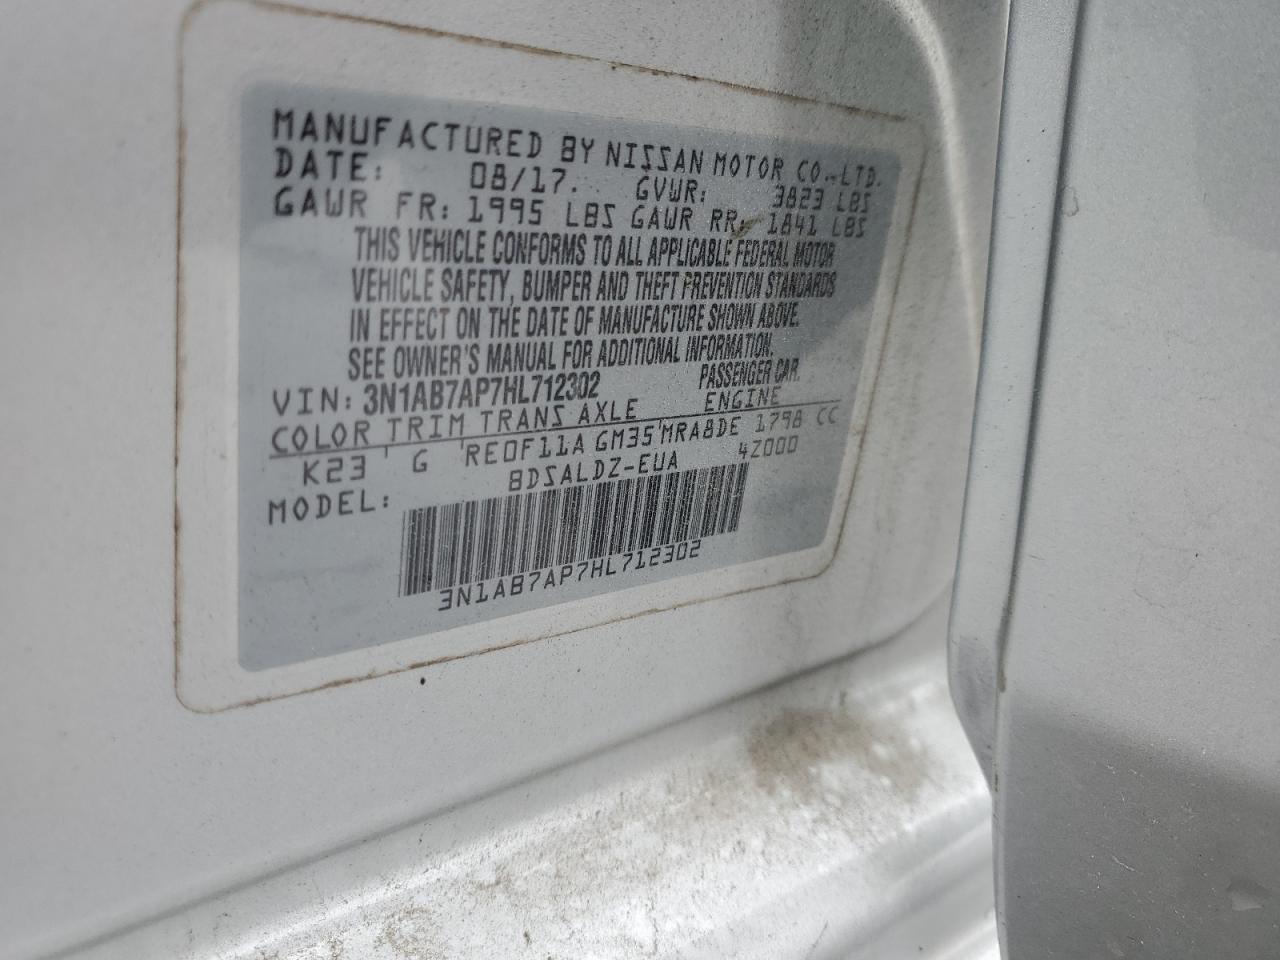 MANUFACTURED BY NISSAN MOTOR CO.,LTD.
DATE: 08/17. GVWR: 3823 LBS
GAWR FR: 1995 LBS GAWR RR: 1841 LBS
THIS VEHICLE CONFORMS TO ALL APPLICABLE FEDERAL MOTOR
VEHICLE SAFETY, BUMPER AND THEFT PREVENTION STANDARDS
IN EFFECT ON THE DATE OF MANUFACTURE SHOWN ABOVE.
SEE OWNER'S MANUAL FOR ADDITIONAL INFORMATION.
VIN: 3N1AB7AP7HL712302 PASSENGER CAR.
COLOR TRIM TRANS AXLE ENGINE
K23 G RE0F11A GM35 MRA8DE 1798 CC
MODEL: BDSALDZ-EUA 4Z000
3N1AB7AP7HL712302